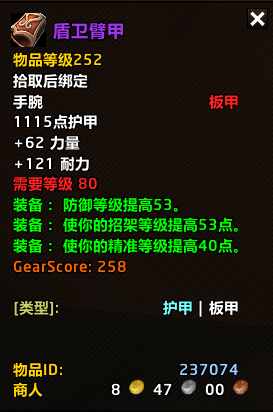 盾卫臂甲
物品等级252
拾取后绑定
手腕 板甲
1115点护甲
+62 力量
+121 耐力
需要等级 80
装备： 防御等级提高53。
装备： 使你的招架等级提高53点。
装备： 使你的精准等级提高40点。
GearScore: 258
[类型]: 护甲 | 板甲
物品ID: 237074
商人 8 47 00